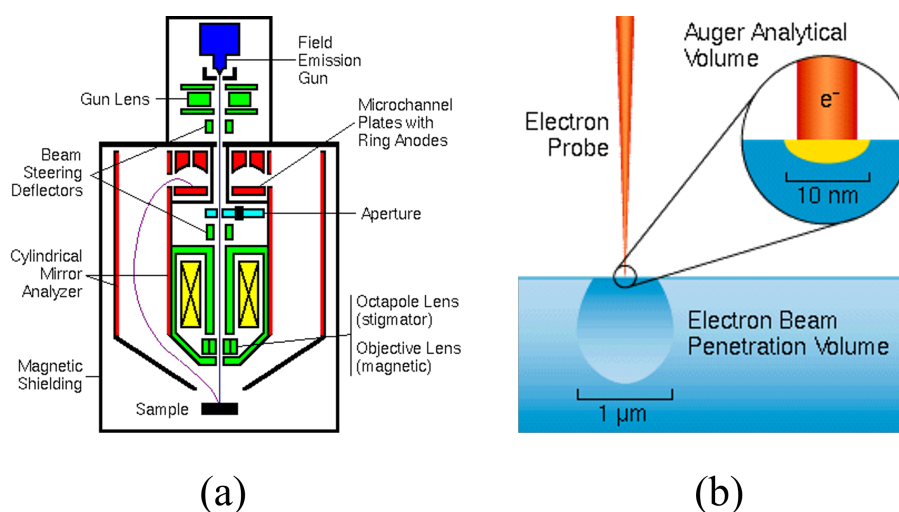 Field
Emission
Gun
Gun Lens
Microchannel
Plates with
Ring Anodes
Beam
Steering
Deflectors
Aperture
Cylindrical
Mirror
Analyzer
Octapole Lens
(stigmator)
Objective Lens
(magnetic)
Magnetic
Shielding
Sample
(a)
Auger Analytical
Volume
e⁻
Electron
Probe
10 nm
Electron Beam
Penetration Volume
1 µm
(b)